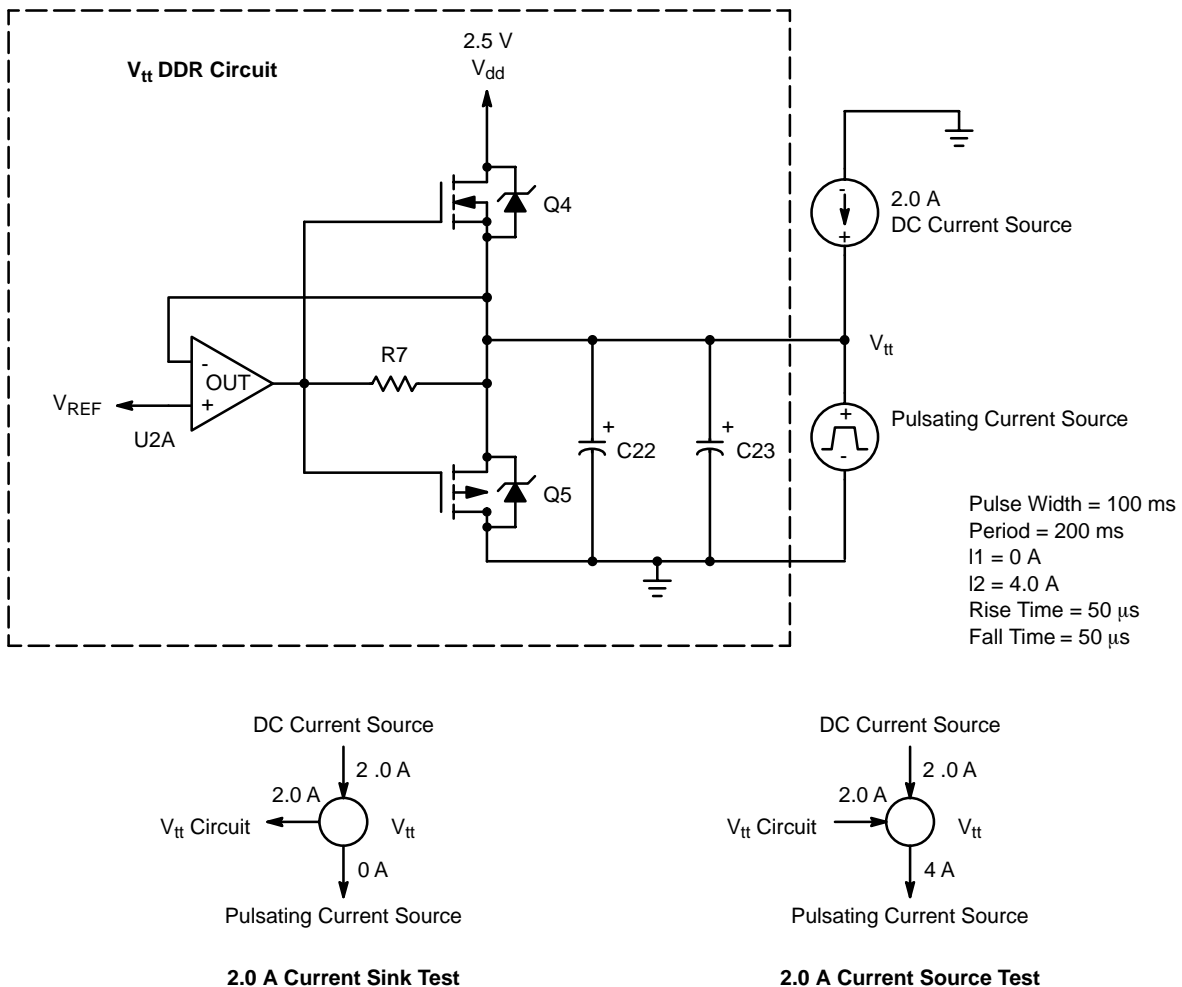 2.5 V
Vdd
Vtt DDR Circuit
Q4
-
2.0 A
DC Current Source
+
R7
Vtt
-
OUT
+
VREF
U2A
+
C22
+
C23
+
Pulsating Current Source
-
Q5
Pulse Width = 100 ms
Period = 200 ms
I1 = 0 A
I2 = 4.0 A
Rise Time = 50 μs
Fall Time = 50 μs
DC Current Source
2 .0 A
2.0 A
Vtt Circuit
Vtt
0 A
Pulsating Current Source
2.0 A Current Sink Test
DC Current Source
2 .0 A
2.0 A
Vtt Circuit
Vtt
4 A
Pulsating Current Source
2.0 A Current Source Test